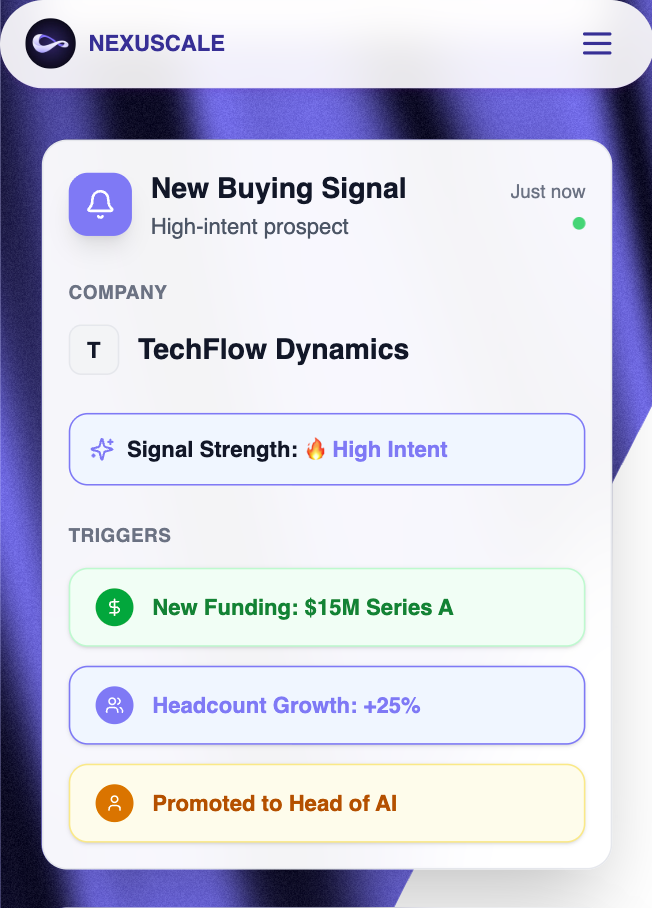 NEXUSCALE
New Buying Signal
Just now
High-intent prospect
COMPANY
T
TechFlow Dynamics
Signal Strength: 🔥 High Intent
TRIGGERS
$
New Funding: $15M Series A
Headcount Growth: +25%
Promoted to Head of AI